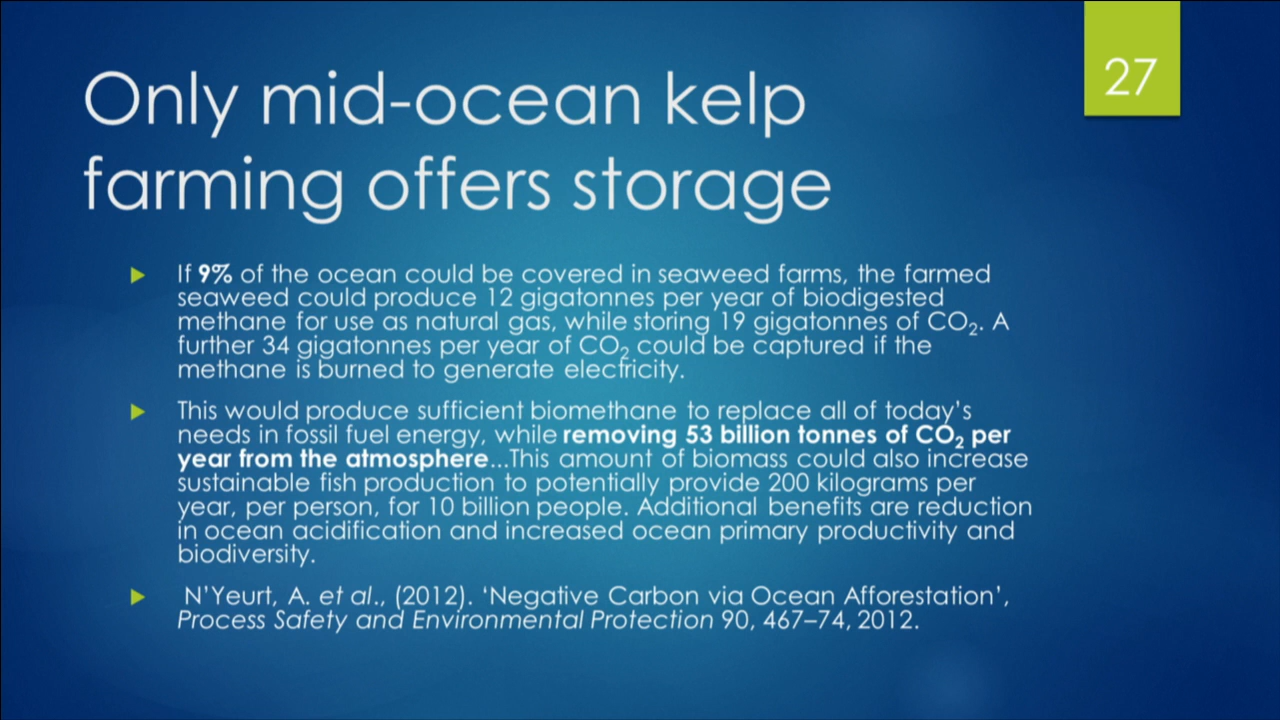 Only mid-ocean kelp
farming offers storage
27
If 9% of the ocean could be covered in seaweed farms, the farmed
seaweed could produce 12 gigatonnes per year of biodigested
methane for use as natural gas, while storing 19 gigatonnes of CO₂. A
further 34 gigatonnes per year of CO₂ could be captured if the
methane is burned to generate electricity.
This would produce sufficient biomethane to replace all of today’s
needs in fossil fuel energy, while removing 53 billion tonnes of CO₂ per
year from the atmosphere...This amount of biomass could also increase
sustainable fish production to potentially provide 200 kilograms per
year, per person, for 10 billion people. Additional benefits are reduction
in ocean acidification and increased ocean primary productivity and
biodiversity.
N’Yeurt, A. et al., (2012). ‘Negative Carbon via Ocean Afforestation’,
Process Safety and Environmental Protection 90, 467–74, 2012.